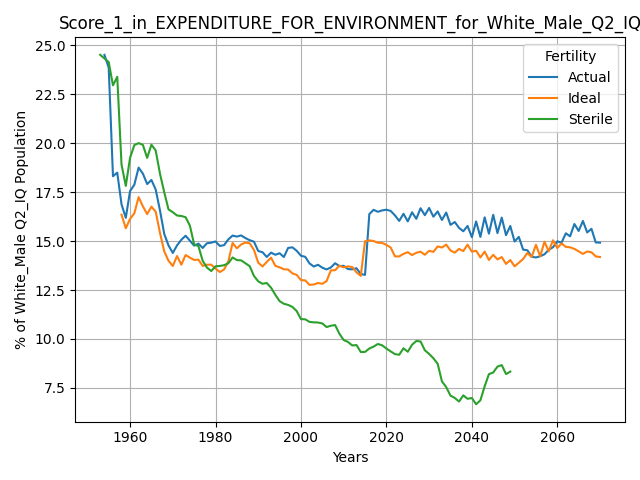 Score_1_in_EXPENDITURE_FOR_ENVIRONMENT_for_White_Male_Q2_IQ
25.0
22.5
20.0
17.5
15.0
12.5
10.0
7.5
% of White_Male Q2_IQ Population
Fertility
Actual
Ideal
Sterile
1960
1980
2000
2020
2040
2060
Years